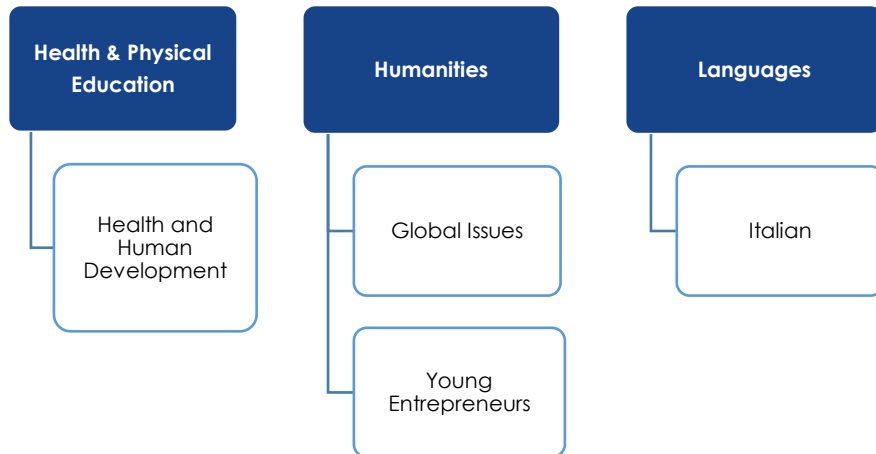 Health & Physical
Education
Health and
Human
Development
Humanities
Global Issues
Young
Entrepreneurs
Languages
Italian